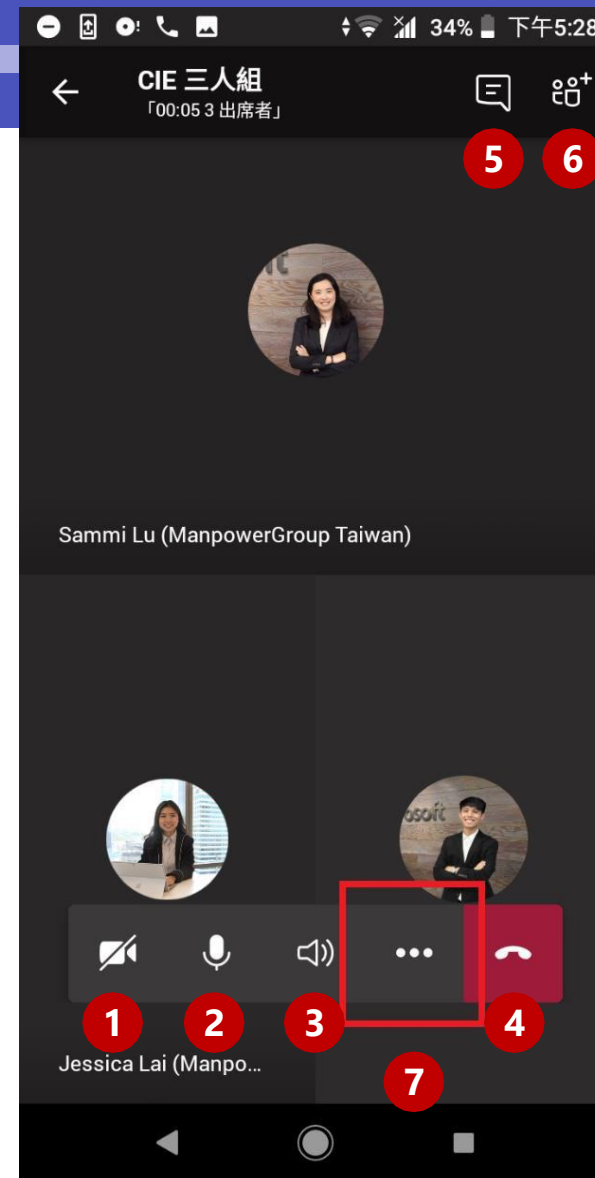 34% 下午5:28
CIE 三人組
「00:05 3 出席者」
5 6
Sammi Lu (ManpowerGroup Taiwan)
osoft
1 2 3 4
Jessica Lai (Manpo...
7